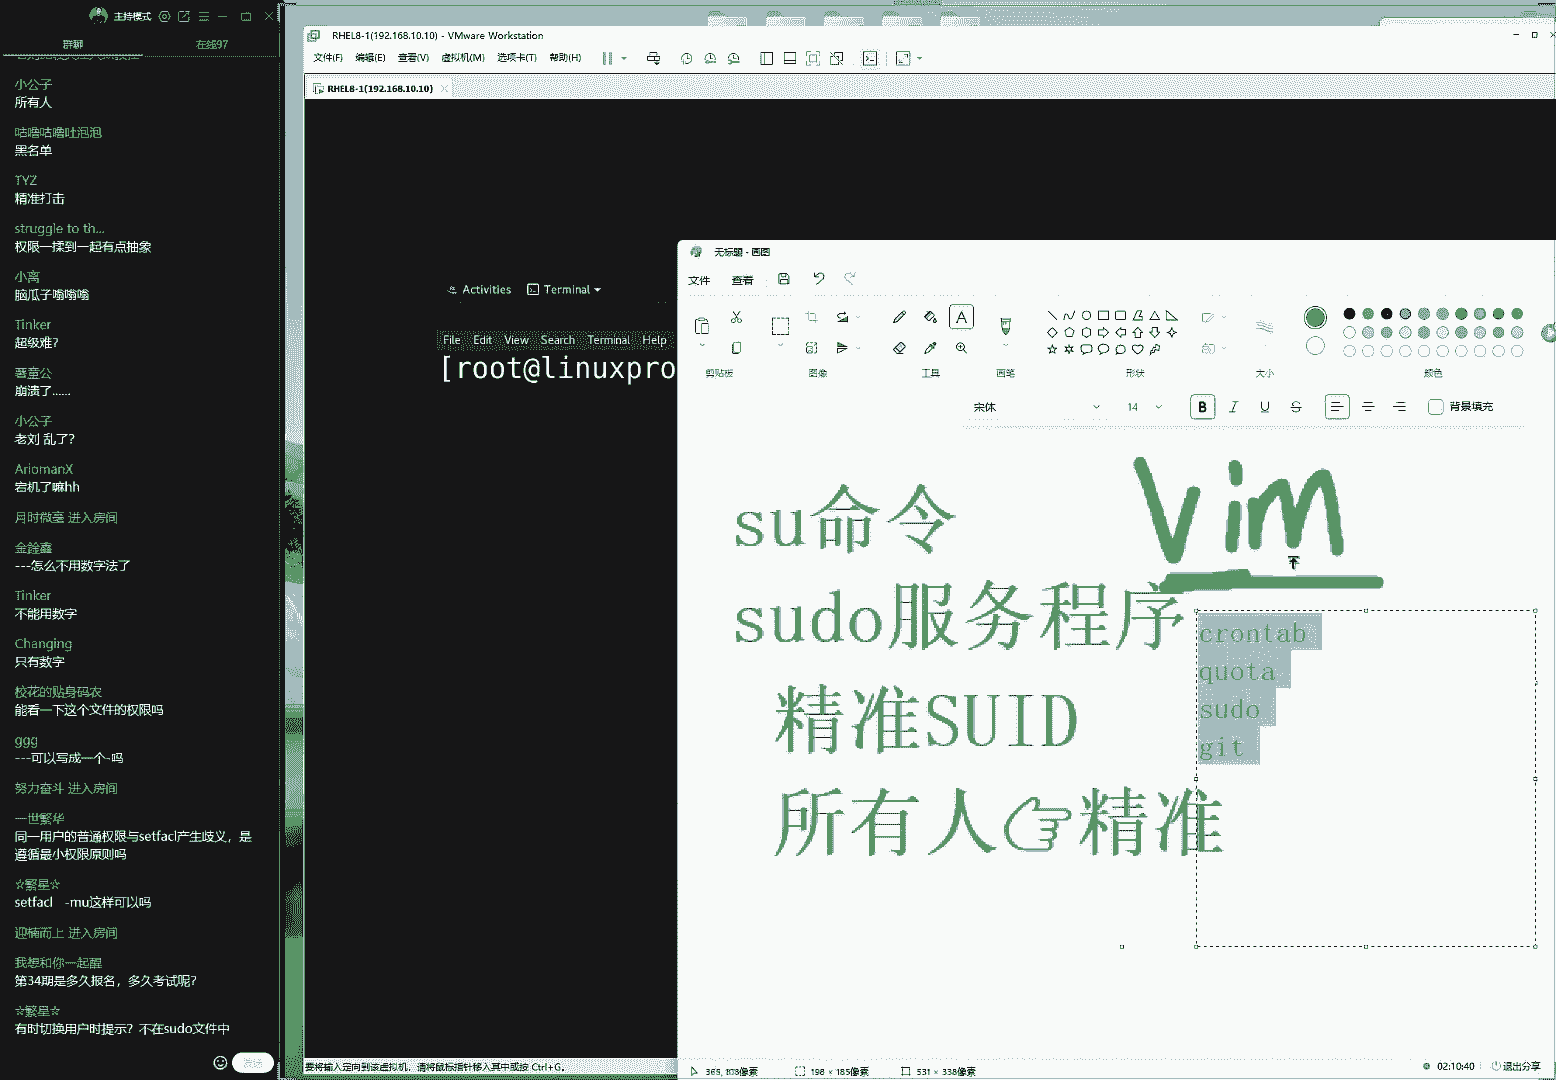 主持模式
群聊
在线97
小公子
所有人
咕噜咕噜吐泡泡
黑名单
TYZ
精准打击
struggle to th...
权限一揉到一起有点抽象
小离
脑瓜子嗡嗡嗡
Tinker
超级难?
崩溃了......
小公子
老刘 乱了?
AriomanX
宕机了嘛hh
进入房间
---怎么不用数字法了
Tinker
不能用数字
Changing
只有数字
校花的贴身码农
能看一下这个文件的权限吗
ggg
---可以写成一个-吗
努力奋斗 进入房间
一世繁华
同一用户的普通权限与setfacl产生歧义，是
遵循最小权限原则吗
☆繁星☆
setfacl -mu这样可以吗
迎楠而上 进入房间
我想和你一起醒
第34期是多久报名，多久考试呢?
☆繁星☆
有时切换用户时提示? 不在sudo文件中
发送
RHEL8-1(192.168.10.10) - VMware Workstation
文件(F) 编辑(E) 查看(V) 虚拟机(M) 选项卡(T) 帮助(H)
RHEL8-1(192.168.10.10)
Activities Terminal
File Edit View Search Terminal Help
[root@linuxpro
要将输入定向到该虚拟机，请将鼠标指针移入其中或按 Ctrl+G。
无标题 - 画图
文件 查看
A
剪贴板 图像 工具 画笔 形状 大小 颜色
宋体 14 B I U S 背景填充
su命令
Vim
sudo服务程序
精准SUID
所有人👉精准
crontab
quota
sudo
git
198 × 185像素
531 × 338像素
02:10:40 退出分享